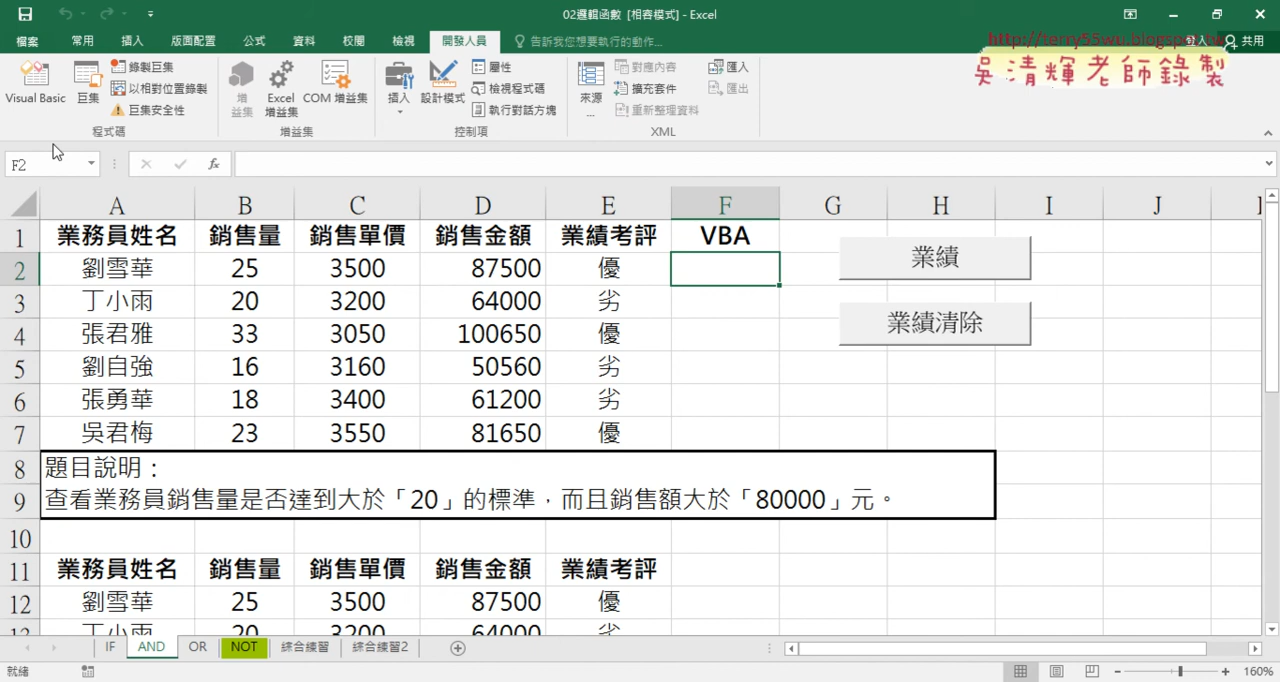 02邏輯函數 [相容模式] - Excel
檔案 常用 插入 版面配置 公式 資料 校閱 檢視 開發人員 告訴我您想要執行的動作... 共用
http://terry55wu.blogspot.tw
吳清輝老師錄製
Visual Basic 巨集 錄製巨集 以相對位置錄製 巨集安全性 程式碼
增益集 Excel 增益集 COM 增益集 增益集
插入 設計模式 屬性 檢視程式碼 執行對話方塊 控制項
來源... 對應內容 擴充套件 重新整理資料 匯入 匯出 XML
F2 fx
A B C D E F G H I J
1 業務員姓名 銷售量 銷售單價 銷售金額 業績考評 VBA
業績
2 劉雪華 25 3500 87500 優
3 丁小雨 20 3200 64000 劣
業績清除
4 張君雅 33 3050 100650 優
5 劉自強 16 3160 50560 劣
6 張勇華 18 3400 61200 劣
7 吳君梅 23 3550 81650 優
8 題目說明：
9 查看業務員銷售量是否達到大於「20」的標準，而且銷售額大於「80000」元。
10
11 業務員姓名 銷售量 銷售單價 銷售金額 業績考評
12 劉雪華 25 3500 87500 優
13 丁小雨 20 3200 64000 劣
IF AND OR NOT 綜合練習 綜合練習2
就緒 160%